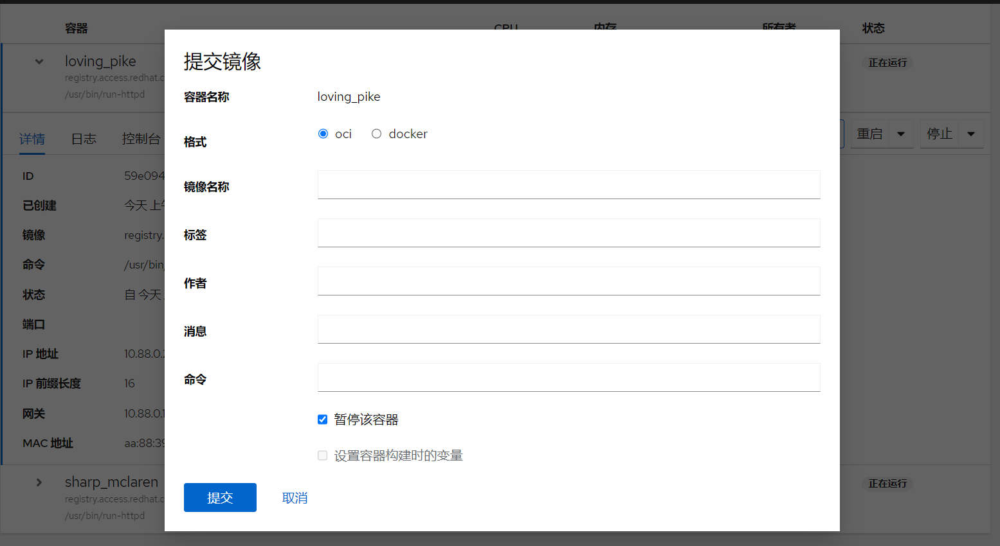 容器
CPU
内存
所有者
状态
loving_pike
正在运行
registry.access.redhat.c
/usr/bin/run-httpd
详情
日志
控制台
重启
停止
ID
59e094
已创建
今天 上午
镜像
registry.
命令
/usr/bin/
状态
自 今天
端口
IP 地址
10.88.0.2
IP 前缀长度
16
网关
10.88.0.1
MAC 地址
aa:88:39
sharp_mclaren
正在运行
registry.access.redhat.c
/usr/bin/run-httpd
提交镜像
容器名称
loving_pike
格式
oci
docker
镜像名称
标签
作者
消息
命令
暂停该容器
设置容器构建时的变量
提交
取消